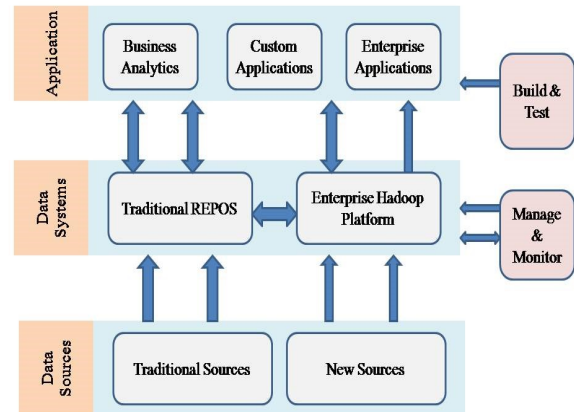 Application
Business
Analytics
Custom
Applications
Enterprise
Applications
Build &
Test
Data
Systems
Traditional REPOS
Enterprise Hadoop
Platform
Manage
&
Monitor
Data
Sources
Traditional Sources
New Sources